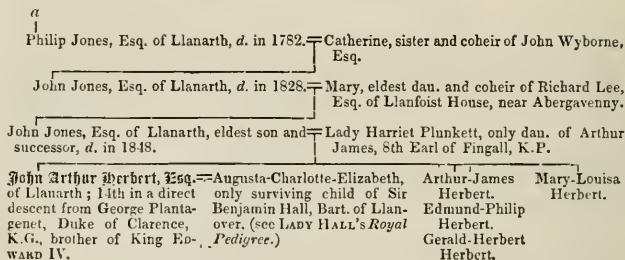 a
Philip Jones, Esq. of Llanarth, d. in 1782.=Catherine, sister and coheir of John Wyborne,
Esq.
John Jones, Esq. of Llanarth, d. in 1828.=Mary, eldest dau. and coheir of Richard Lee,
Esq. of Llanfoist House, near Abergavenny.
John Jones, Esq. of Llanarth, eldest son and=Lady Harriet Plunkett, only dau. of Arthur
successor, d. in 1848. James, 8th Earl of Fingall, K.P.
John Arthur Herbert, Esq.=Augusta-Charlotte-Elizabeth, Arthur-James Mary-Louisa
of Llanarth; 14th in a direct only surviving child of Sir Herbert. Herbert.
descent from George Planta- Benjamin Hall, Bart. of Llan- Edmund-Philip
genet, Duke of Clarence, over. (see LADY HALL'S Royal Herbert.
K.G., brother of King ED- Pedigree.) Gerald-Herbert
WARD IV. Herbert.